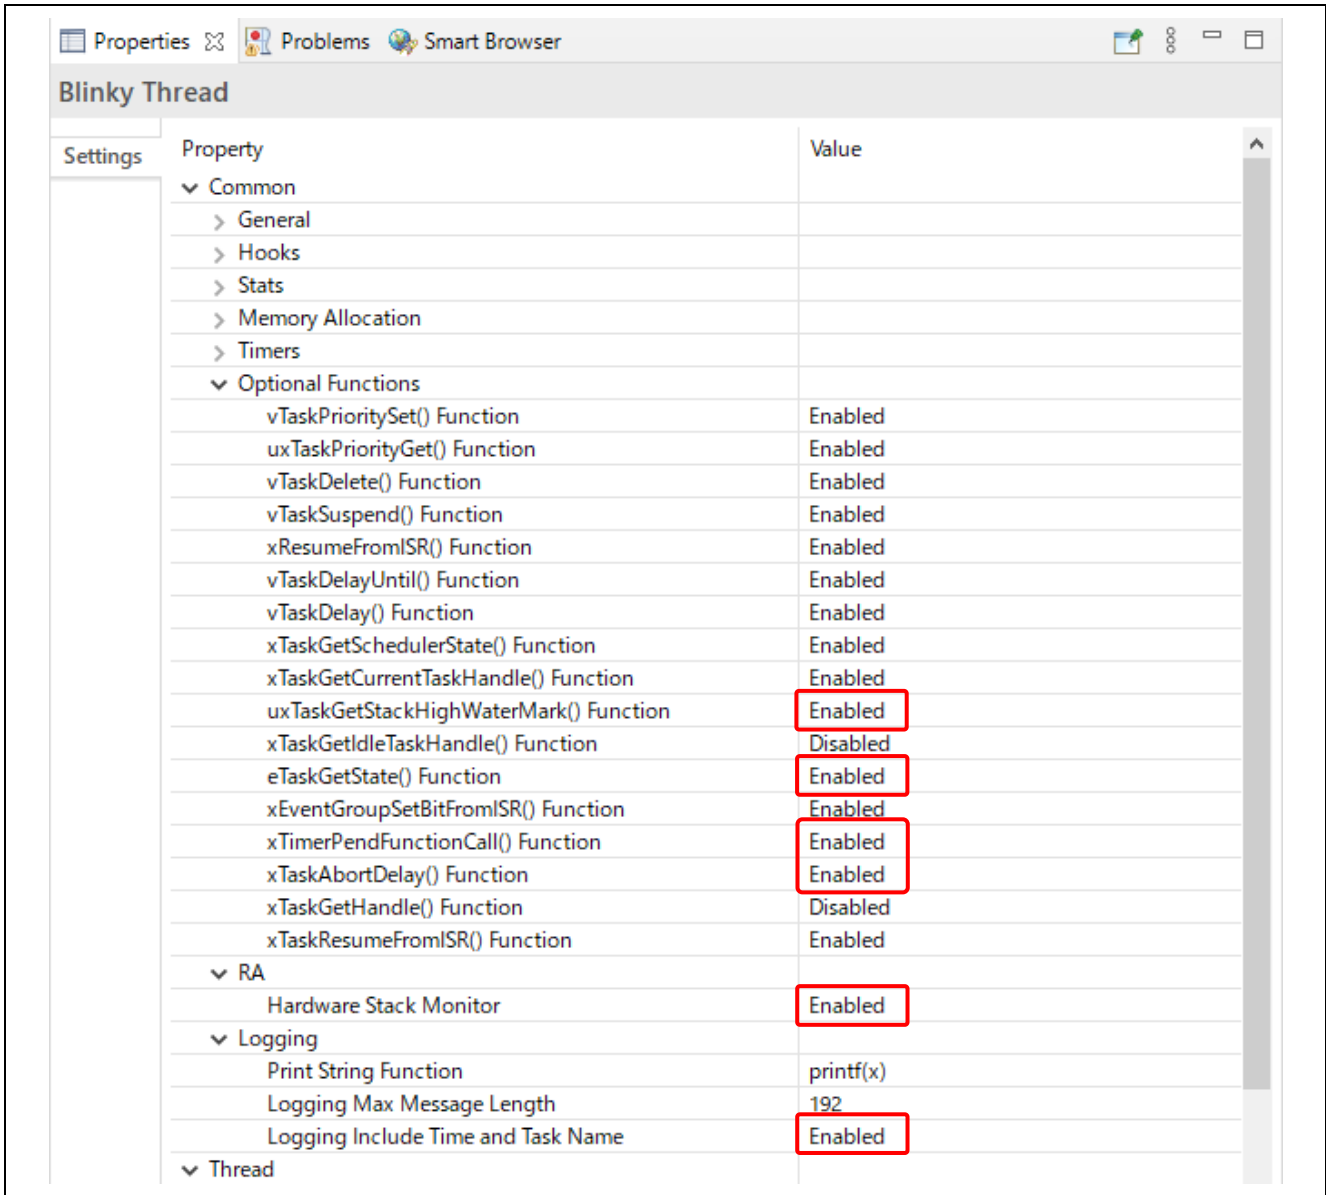 Properties Problems Smart Browser
Blinky Thread
Settings
Property Value
Common
General
Hooks
Stats
Memory Allocation
Timers
Optional Functions
vTaskPrioritySet() Function Enabled
uxTaskPriorityGet() Function Enabled
vTaskDelete() Function Enabled
vTaskSuspend() Function Enabled
xResumeFromISR() Function Enabled
vTaskDelayUntil() Function Enabled
vTaskDelay() Function Enabled
xTaskGetSchedulerState() Function Enabled
xTaskGetCurrentTaskHandle() Function Enabled
uxTaskGetStackHighWaterMark() Function Enabled
xTaskGetIdleTaskHandle() Function Disabled
eTaskGetState() Function Enabled
xEventGroupSetBitFromISR() Function Enabled
xTimerPendFunctionCall() Function Enabled
xTaskAbortDelay() Function Enabled
xTaskGetHandle() Function Disabled
xTaskResumeFromISR() Function Enabled
RA
Hardware Stack Monitor Enabled
Logging
Print String Function printf(x)
Logging Max Message Length 192
Logging Include Time and Task Name Enabled
Thread